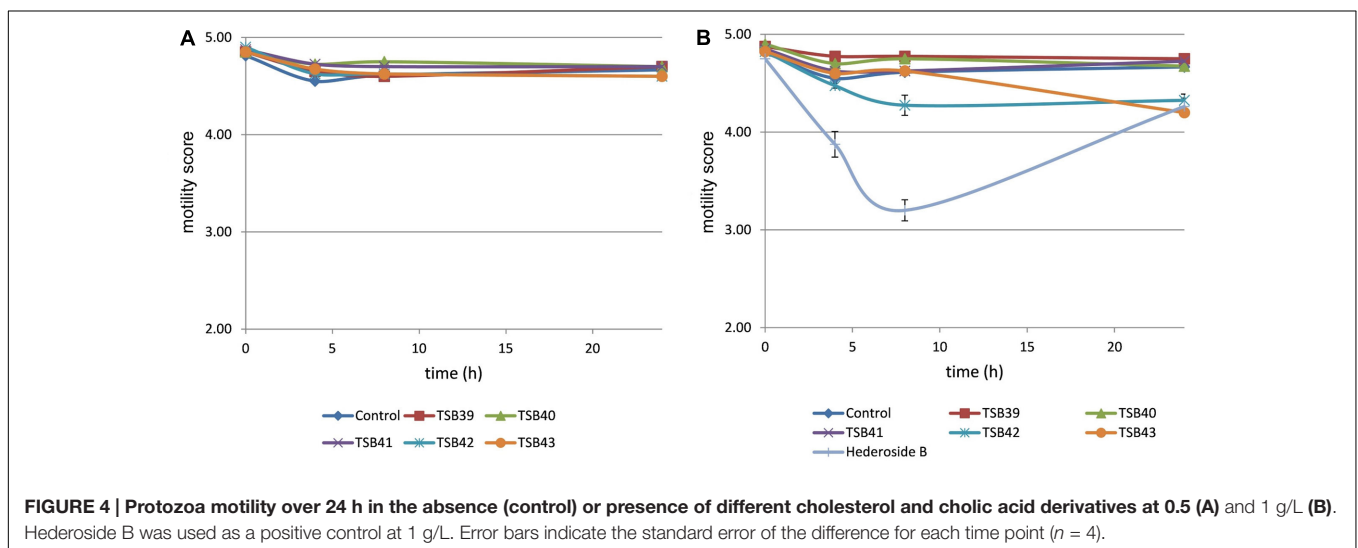 A
5.00
4.00
3.00
2.00
motility score
0 5 10 15 20
time (h)
Control TSB39 TSB40
TSB41 TSB42 TSB43
B
5.00
4.00
3.00
2.00
motility score
0 5 10 15 20
time (h)
Control TSB39 TSB40
TSB41 TSB42 TSB43
Hederoside B
FIGURE 4 | Protozoa motility over 24 h in the absence (control) or presence of different cholesterol and cholic acid derivatives at 0.5 (A) and 1 g/L (B).
Hederoside B was used as a positive control at 1 g/L. Error bars indicate the standard error of the difference for each time point (n = 4).